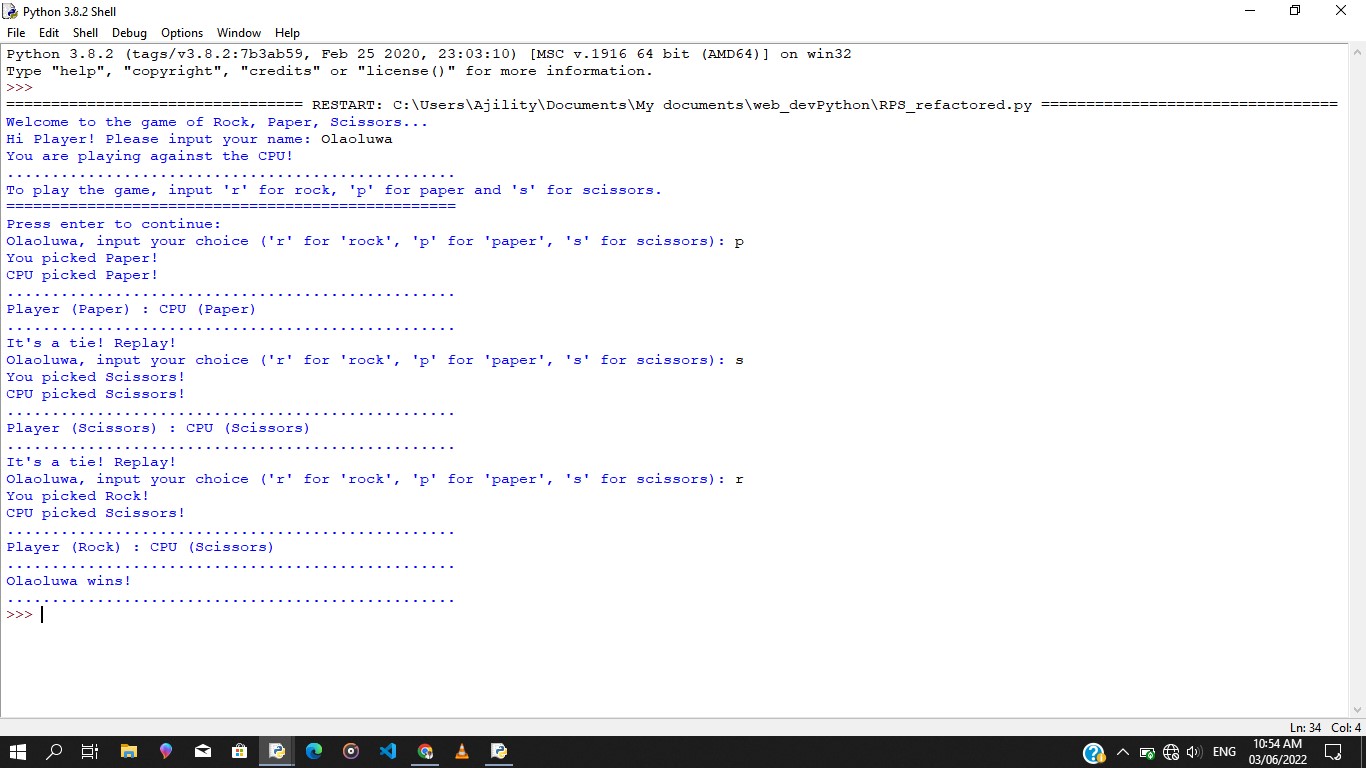 Python 3.8.2 Shell
File Edit Shell Debug Options Window Help
Python 3.8.2 (tags/v3.8.2:7b3ab59, Feb 25 2020, 23:03:10) [MSC v.1916 64 bit (AMD64)] on win32
Type "help", "copyright", "credits" or "license()" for more information.
>>>
================================= RESTART: C:\Users\Ajility\Documents\My documents\web_devPython\RPS_refactored.py =================================
Welcome to the game of Rock, Paper, Scissors...
Hi Player! Please input your name: Olaoluwa
You are playing against the CPU!
..................................................
To play the game, input 'r' for rock, 'p' for paper and 's' for scissors.
==================================================
Press enter to continue:
Olaoluwa, input your choice ('r' for 'rock', 'p' for 'paper', 's' for scissors): p
You picked Paper!
CPU picked Paper!
..................................................
Player (Paper) : CPU (Paper)
..................................................
It's a tie! Replay!
Olaoluwa, input your choice ('r' for 'rock', 'p' for 'paper', 's' for scissors): s
You picked Scissors!
CPU picked Scissors!
..................................................
Player (Scissors) : CPU (Scissors)
..................................................
It's a tie! Replay!
Olaoluwa, input your choice ('r' for 'rock', 'p' for 'paper', 's' for scissors): r
You picked Rock!
CPU picked Scissors!
..................................................
Player (Rock) : CPU (Scissors)
..................................................
Olaoluwa wins!
..................................................
>>>
Ln: 34 Col: 4
ENG
10:54 AM
03/06/2022